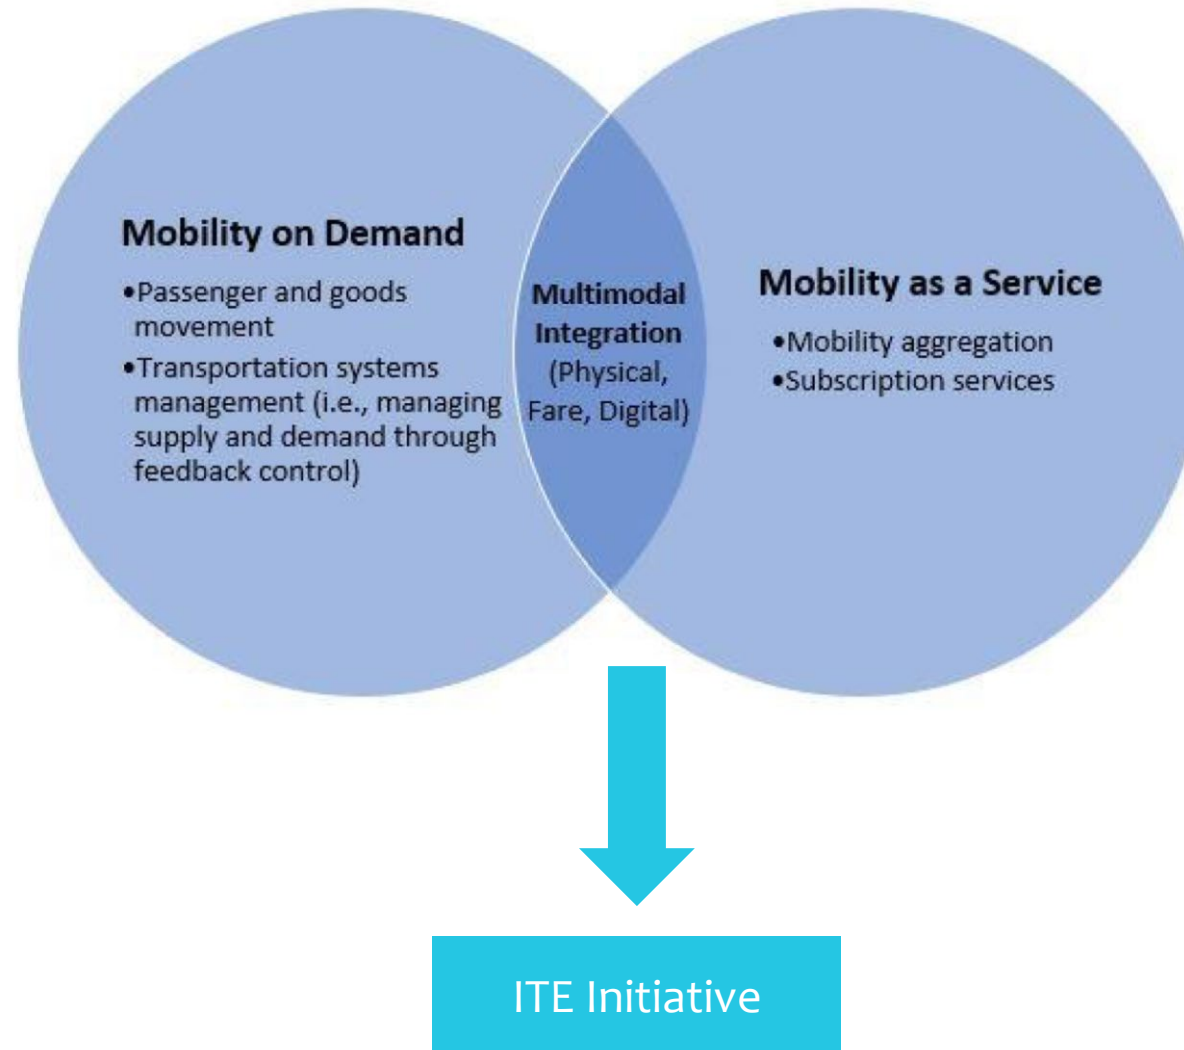 Mobility on Demand
•Passenger and goods
movement
•Transportation systems
management (i.e., managing
supply and demand through
feedback control)
Multimodal
Integration
(Physical,
Fare, Digital)
Mobility as a Service
•Mobility aggregation
•Subscription services
ITE Initiative